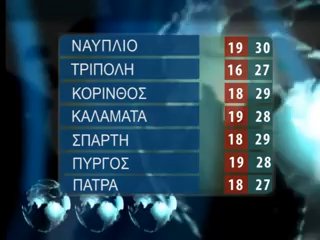 ΝΑΥΠΛΙΟ 19 30
ΤΡΙΠΟΛΗ 16 27
ΚΟΡΙΝΘΟΣ 18 29
ΚΑΛΑΜΑΤΑ 19 28
ΣΠΑΡΤΗ 18 29
ΠΥΡΓΟΣ 19 28
ΠΑΤΡΑ 18 27